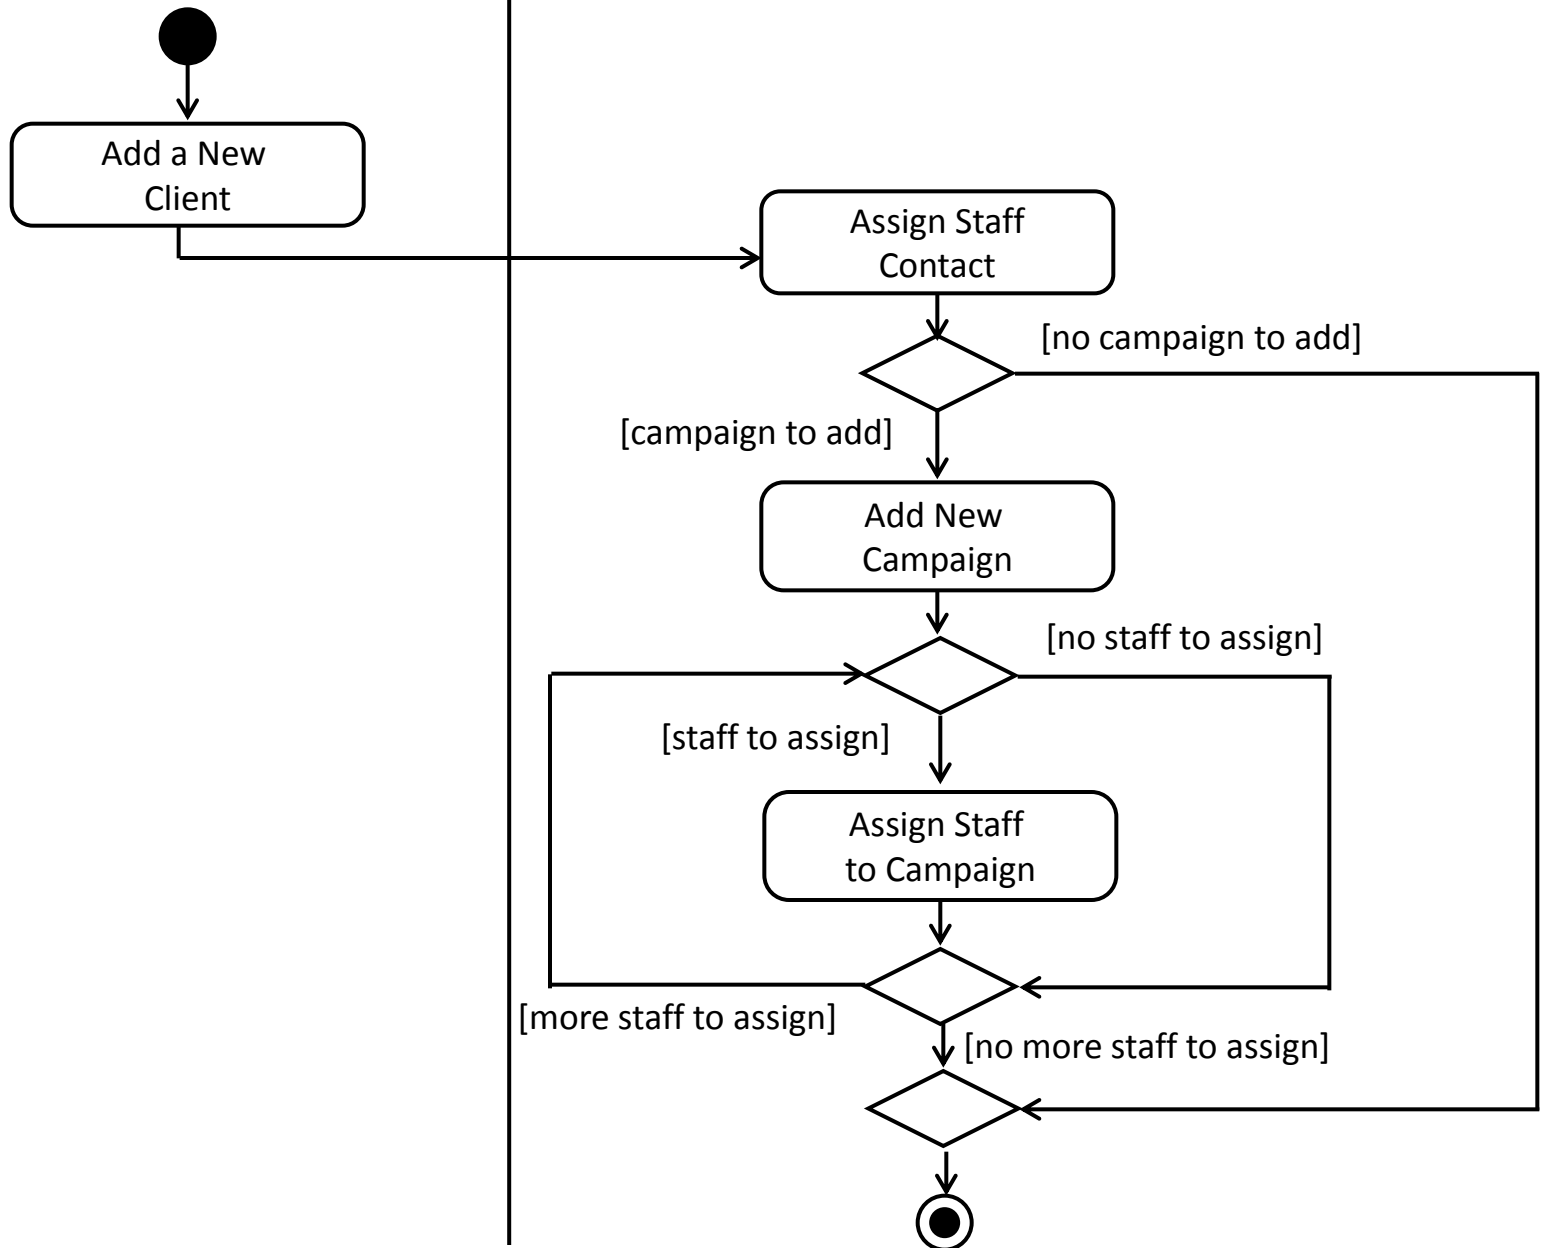 Add a New
Client
Assign Staff
Contact
[no campaign to add]
[campaign to add]
Add New
Campaign
[no staff to assign]
[staff to assign]
Assign Staff
to Campaign
[more staff to assign]
[no more staff to assign]